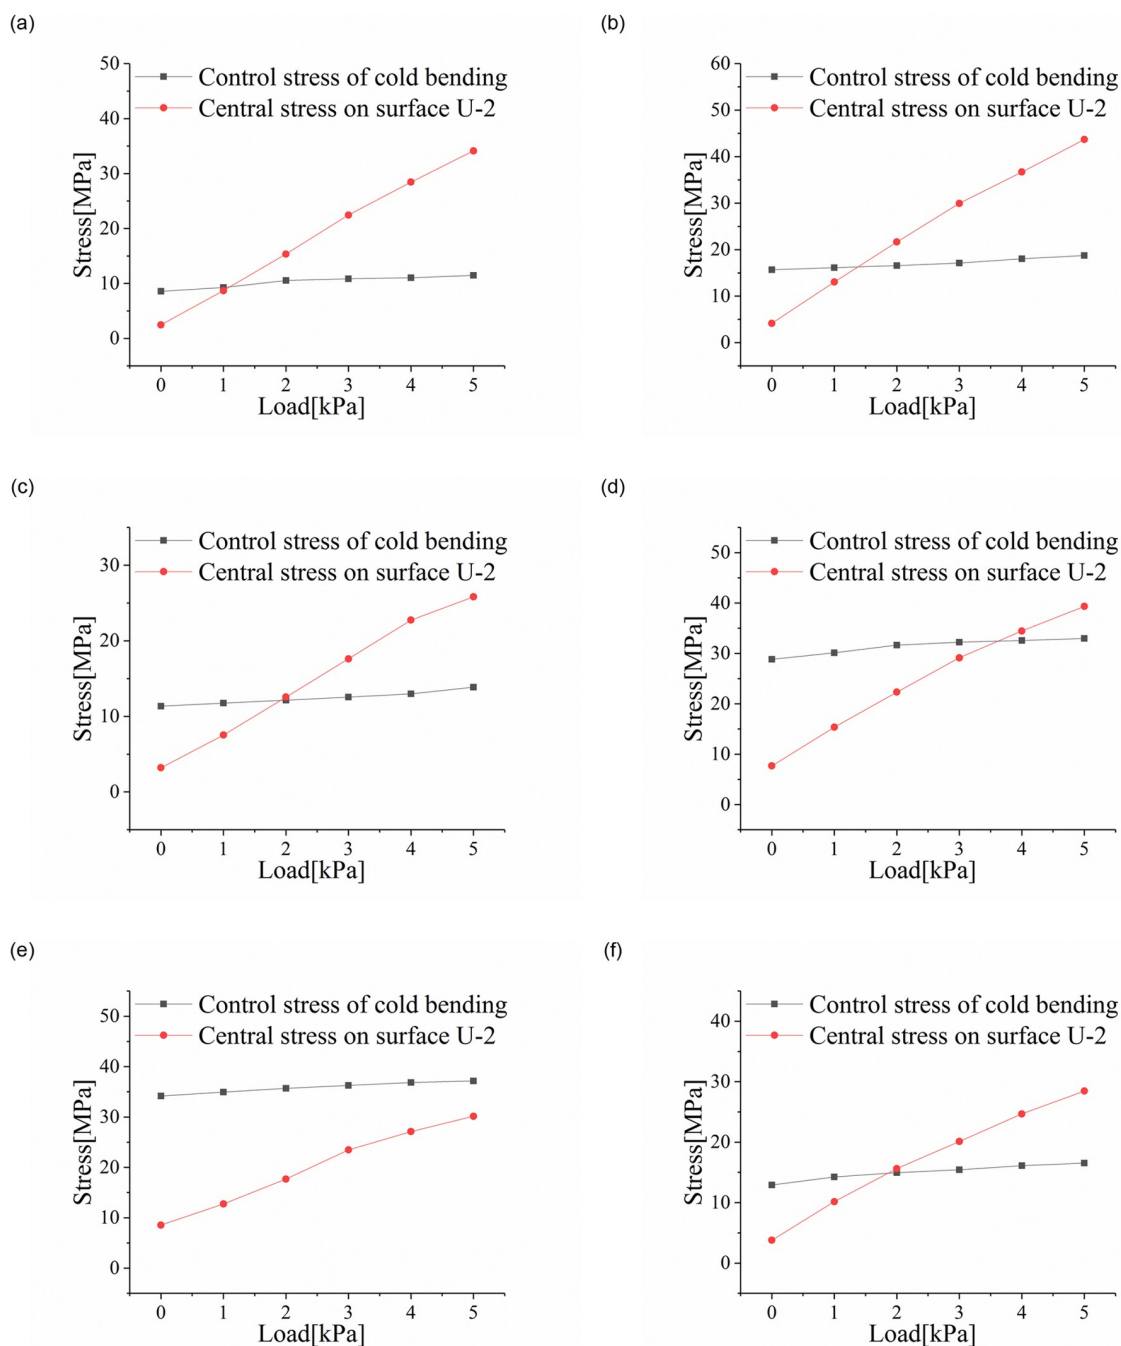 (a)
50
40
30
20
10
0
Stress[MPa]
Control stress of cold bending
Central stress on surface U-2
0 1 2 3 4 5
Load[kPa]
(b)
60
50
40
30
20
10
0
Stress[MPa]
Control stress of cold bending
Central stress on surface U-2
0 1 2 3 4 5
Load[kPa]
(c)
30
20
10
0
Stress[MPa]
Control stress of cold bending
Central stress on surface U-2
0 1 2 3 4 5
Load[kPa]
(d)
50
40
30
20
10
0
Stress[MPa]
Control stress of cold bending
Central stress on surface U-2
0 1 2 3 4 5
Load[kPa]
(e)
50
40
30
20
10
0
Stress[MPa]
Control stress of cold bending
Central stress on surface U-2
0 1 2 3 4 5
Load[kPa]
(f)
40
30
20
10
0
Stress[MPa]
Control stress of cold bending
Central stress on surface U-2
0 1 2 3 4 5
Load[kPa]